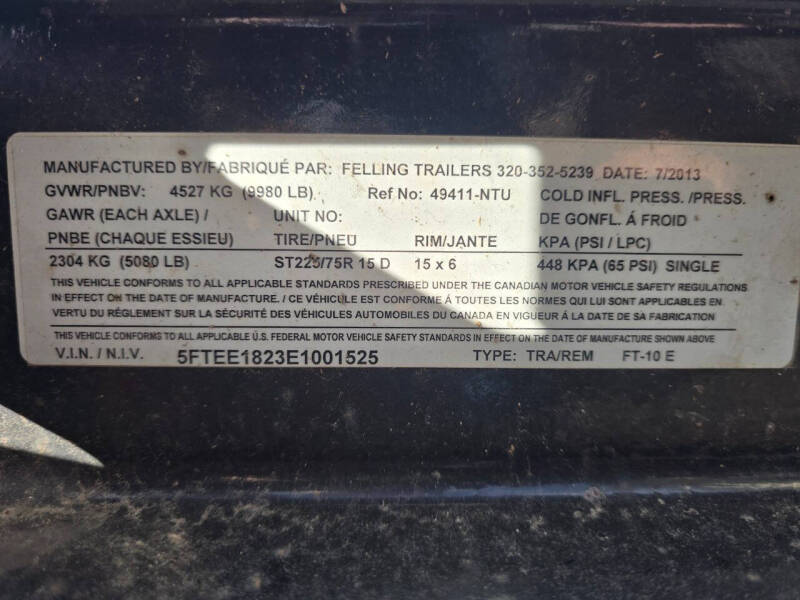 MANUFACTURED BY/FABRIQUÉ PAR: FELLING TRAILERS 320-352-5239 DATE: 7/2013
GVWR/PNBV: 4527 KG (9980 LB) Ref No: 49411-NTU COLD INFL. PRESS. /PRESS.
GAWR (EACH AXLE) / UNIT NO: DE GONFL. Á FROID
PNBE (CHAQUE ESSIEU) TIRE/PNEU RIM/JANTE KPA (PSI / LPC)
2304 KG (5080 LB) ST225/75R 15 D 15 x 6 448 KPA (65 PSI) SINGLE
THIS VEHICLE CONFORMS TO ALL APPLICABLE STANDARDS PRESCRIBED UNDER THE CANADIAN MOTOR VEHICLE SAFETY REGULATIONS
IN EFFECT ON THE DATE OF MANUFACTURE. / CE VÉHICULE EST CONFORME Á TOUTES LES NORMES QUI LUI SONT APPLICABLES EN
VERTU DU RÉGLEMENT SUR LA SÉCURITÉ DES VÉHICULES AUTOMOBILES DU CANADA EN VIGUEUR Á LA DATE DE SA FABRICATION
THIS VEHICLE CONFORMS TO ALL APPLICABLE U.S. FEDERAL MOTOR VEHICLE SAFETY STANDARDS IN EFFECT ON THE DATE OF MANUFACTURE SHOWN ABOVE
V.I.N. / N.I.V. 5FTEE1823E1001525 TYPE: TRA/REM FT-10 E